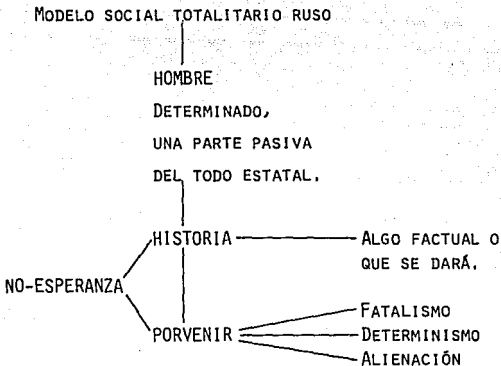 MODELO SOCIAL TOTALITARIO RUSO
HOMBRE
DETERMINADO,
UNA PARTE PASIVA
DEL TODO ESTATAL.
HISTORIA
ALGO FACTUAL O
QUE SE DARÁ.
NO-ESPERANZA
PORVENIR
FATALISMO
DETERMINISMO
ALIENACIÓN